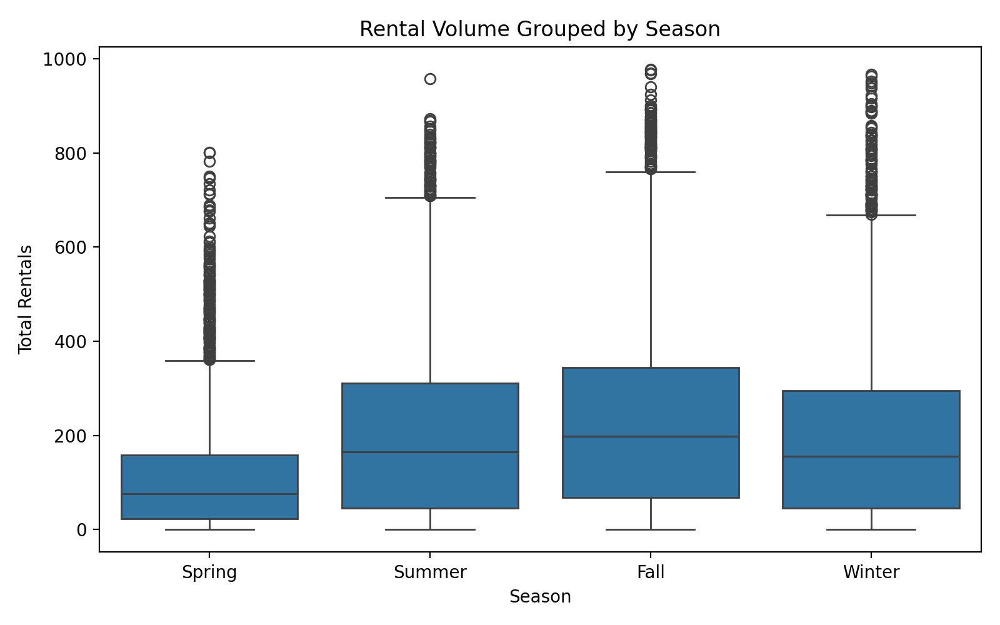 Rental Volume Grouped by Season
1000
800
600
400
200
0
Total Rentals
Spring
Summer
Fall
Winter
Season